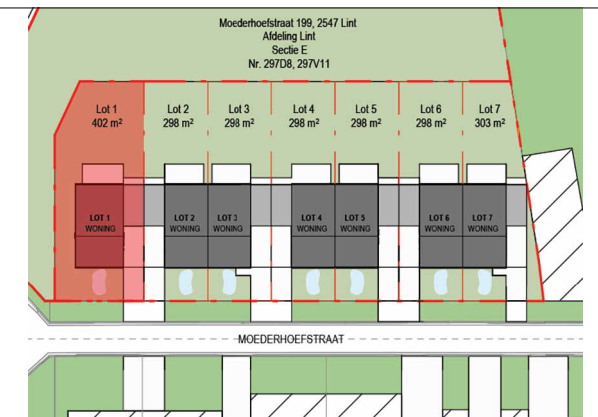 Moederhoefstraat 199, 2547 Lint
Afdeling Lint
Sectie E
Nr. 297D8, 297V11
Lot 1
402 m²
Lot 2
298 m²
Lot 3
298 m²
Lot 4
298 m²
Lot 5
298 m²
Lot 6
298 m²
Lot 7
303 m²
LOT 1
WONING
LOT 2
WONING
LOT 3
WONING
LOT 4
WONING
LOT 5
WONING
LOT 6
WONING
LOT 7
WONING
MOEDERHOEFSTRAAT